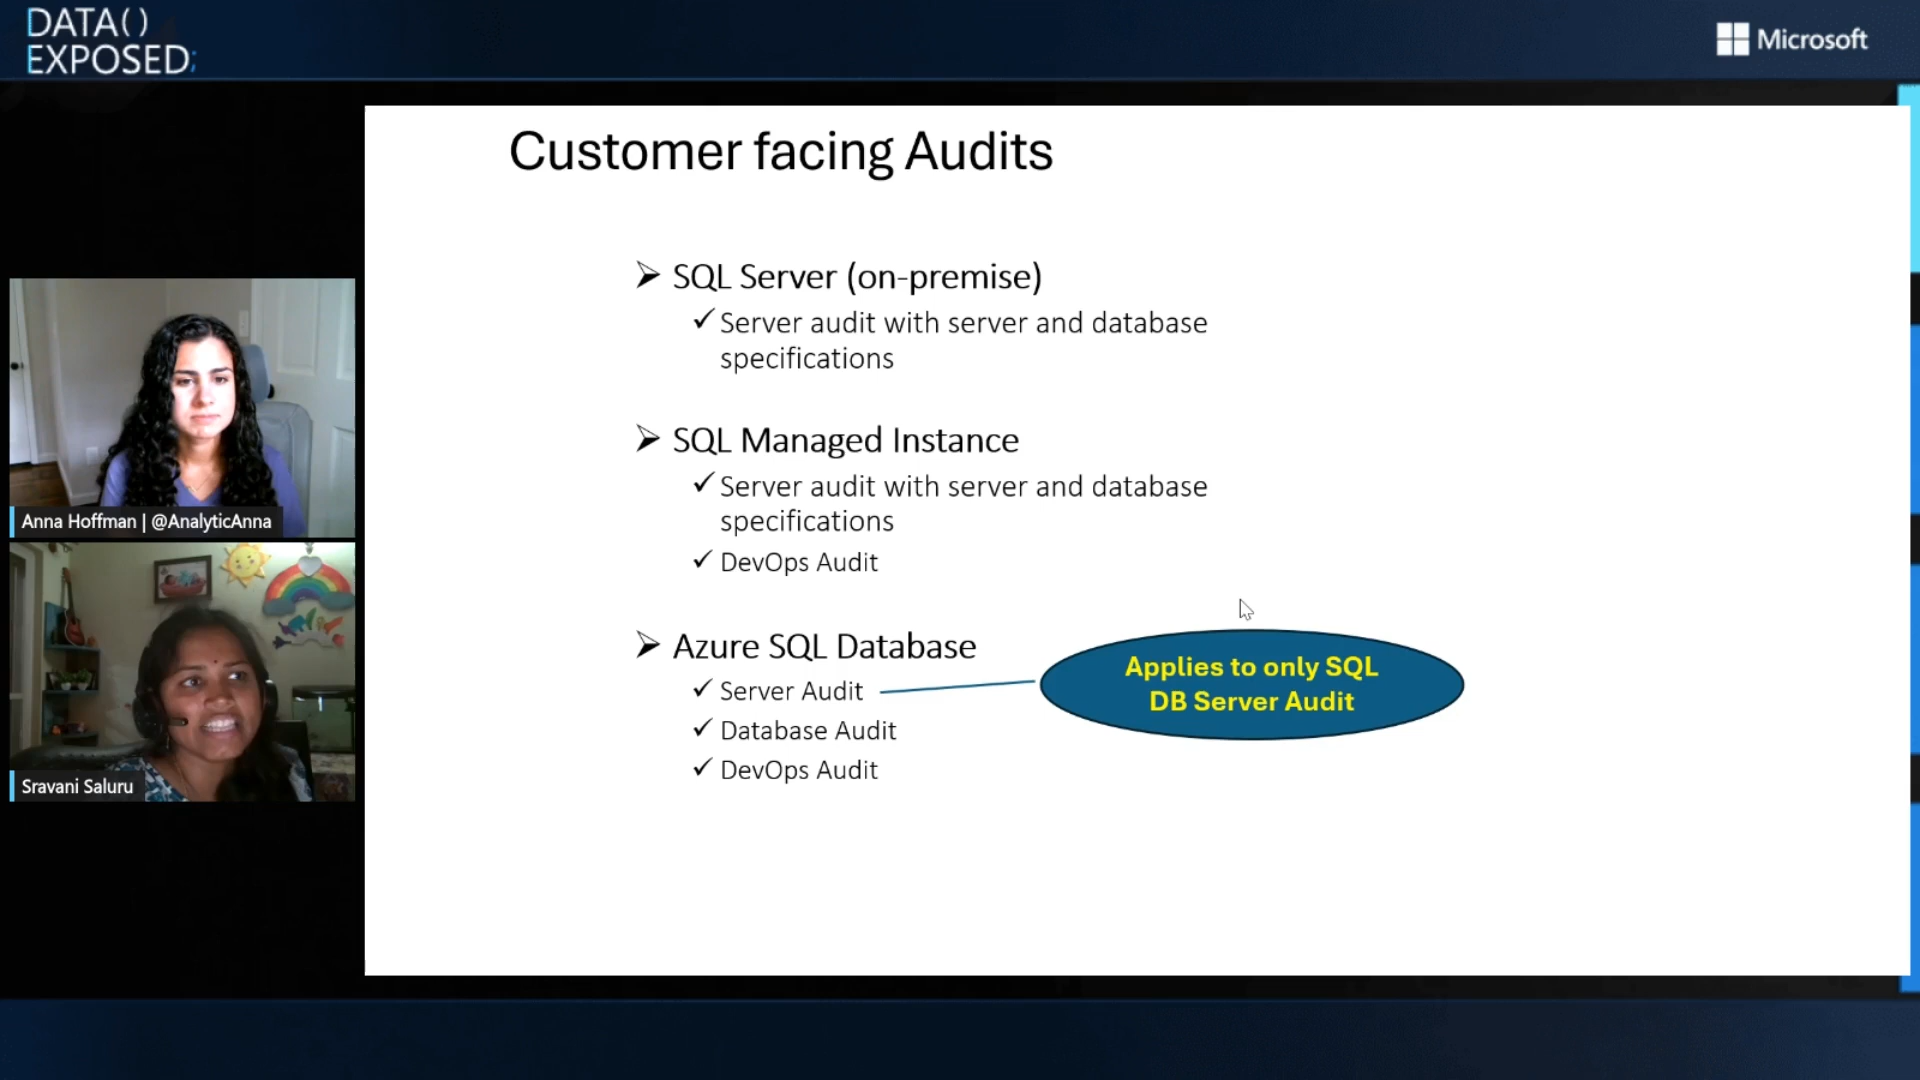 DATA()
EXPOSED;
Microsoft
Customer facing Audits
SQL Server (on-premise)
Server audit with server and database
specifications
SQL Managed Instance
Server audit with server and database
specifications
DevOps Audit
Azure SQL Database
Server Audit
Database Audit
DevOps Audit
Applies to only SQL
DB Server Audit
Anna Hoffman | @AnalyticAnna
Sravani Saluru